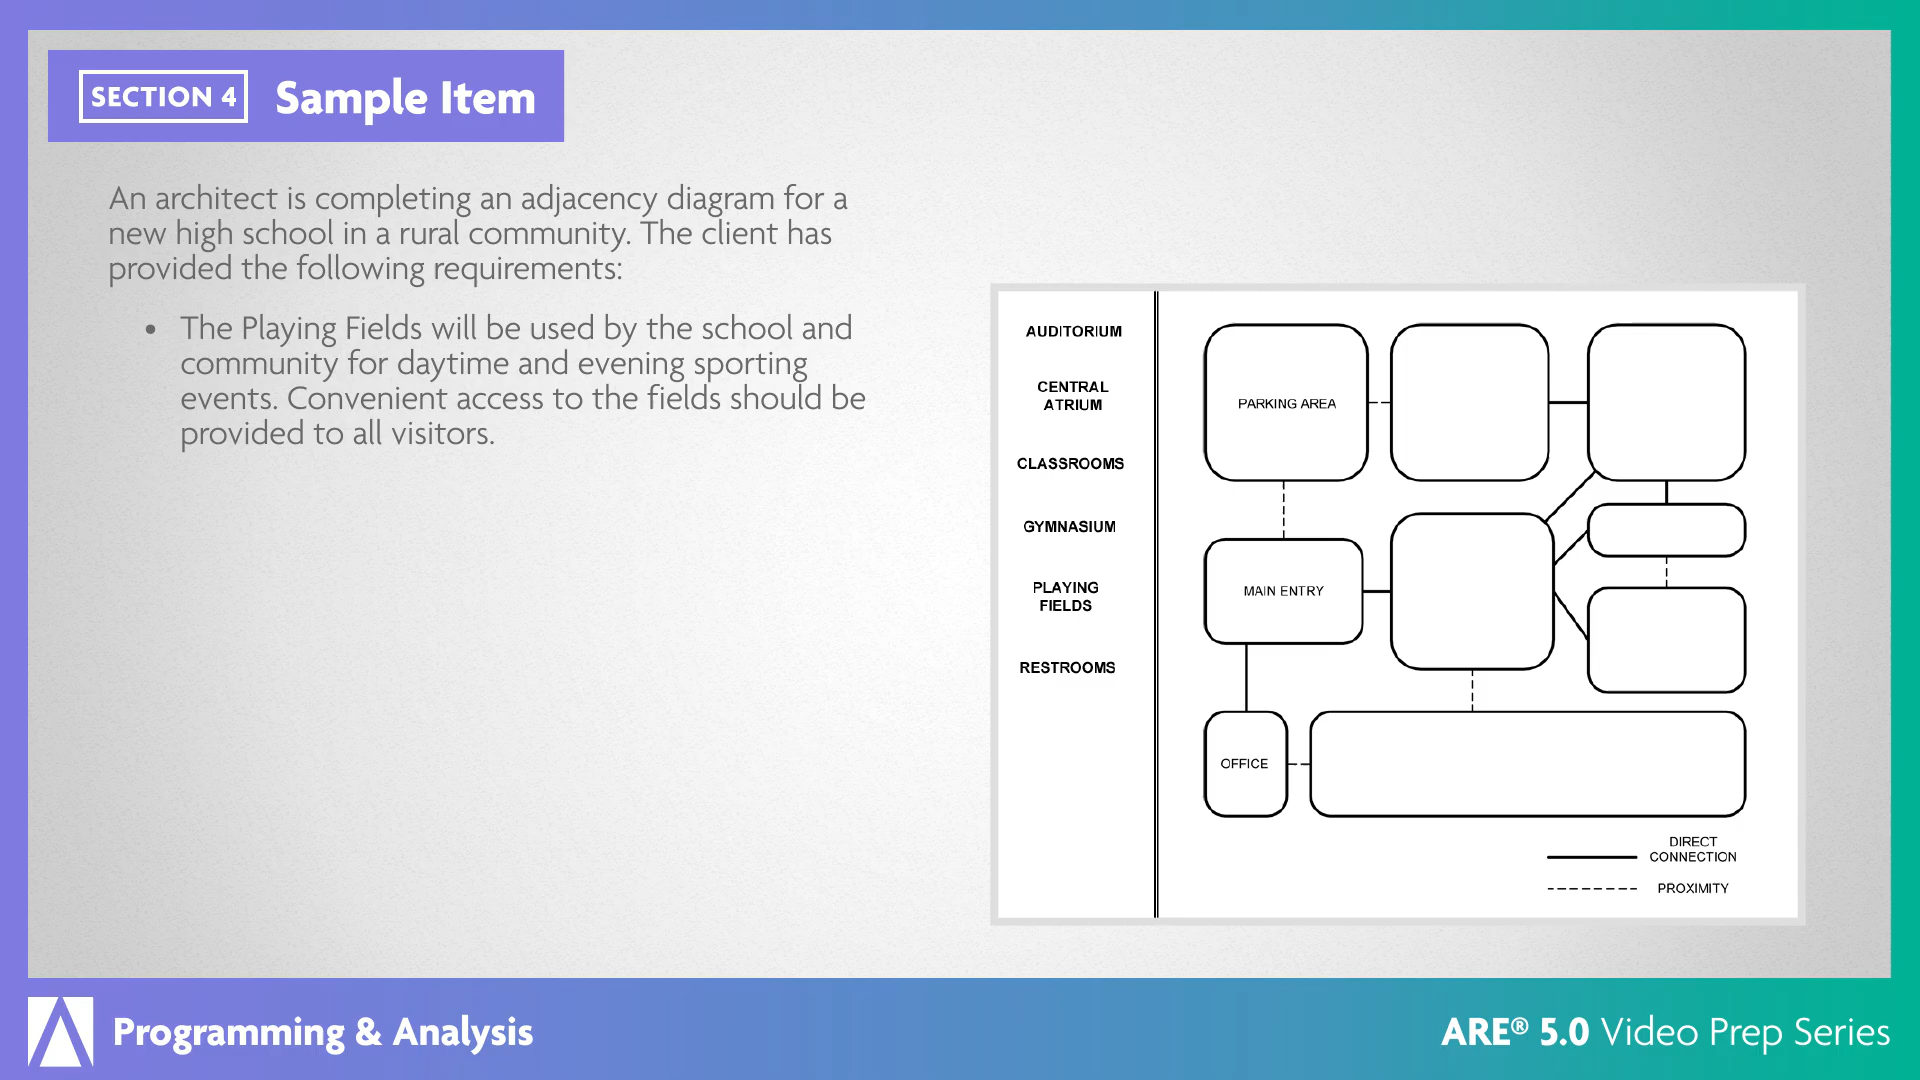 SECTION 4
Sample Item
An architect is completing an adjacency diagram for a
new high school in a rural community. The client has
provided the following requirements:
• The Playing Fields will be used by the school and
community for daytime and evening sporting
events. Convenient access to the fields should be
provided to all visitors.
AUDITORIUM
CENTRAL
ATRIUM
CLASSROOMS
GYMNASIUM
PLAYING
FIELDS
RESTROOMS
PARKING AREA
MAIN ENTRY
OFFICE
DIRECT
CONNECTION
PROXIMITY
Programming & Analysis
ARE® 5.0 Video Prep Series